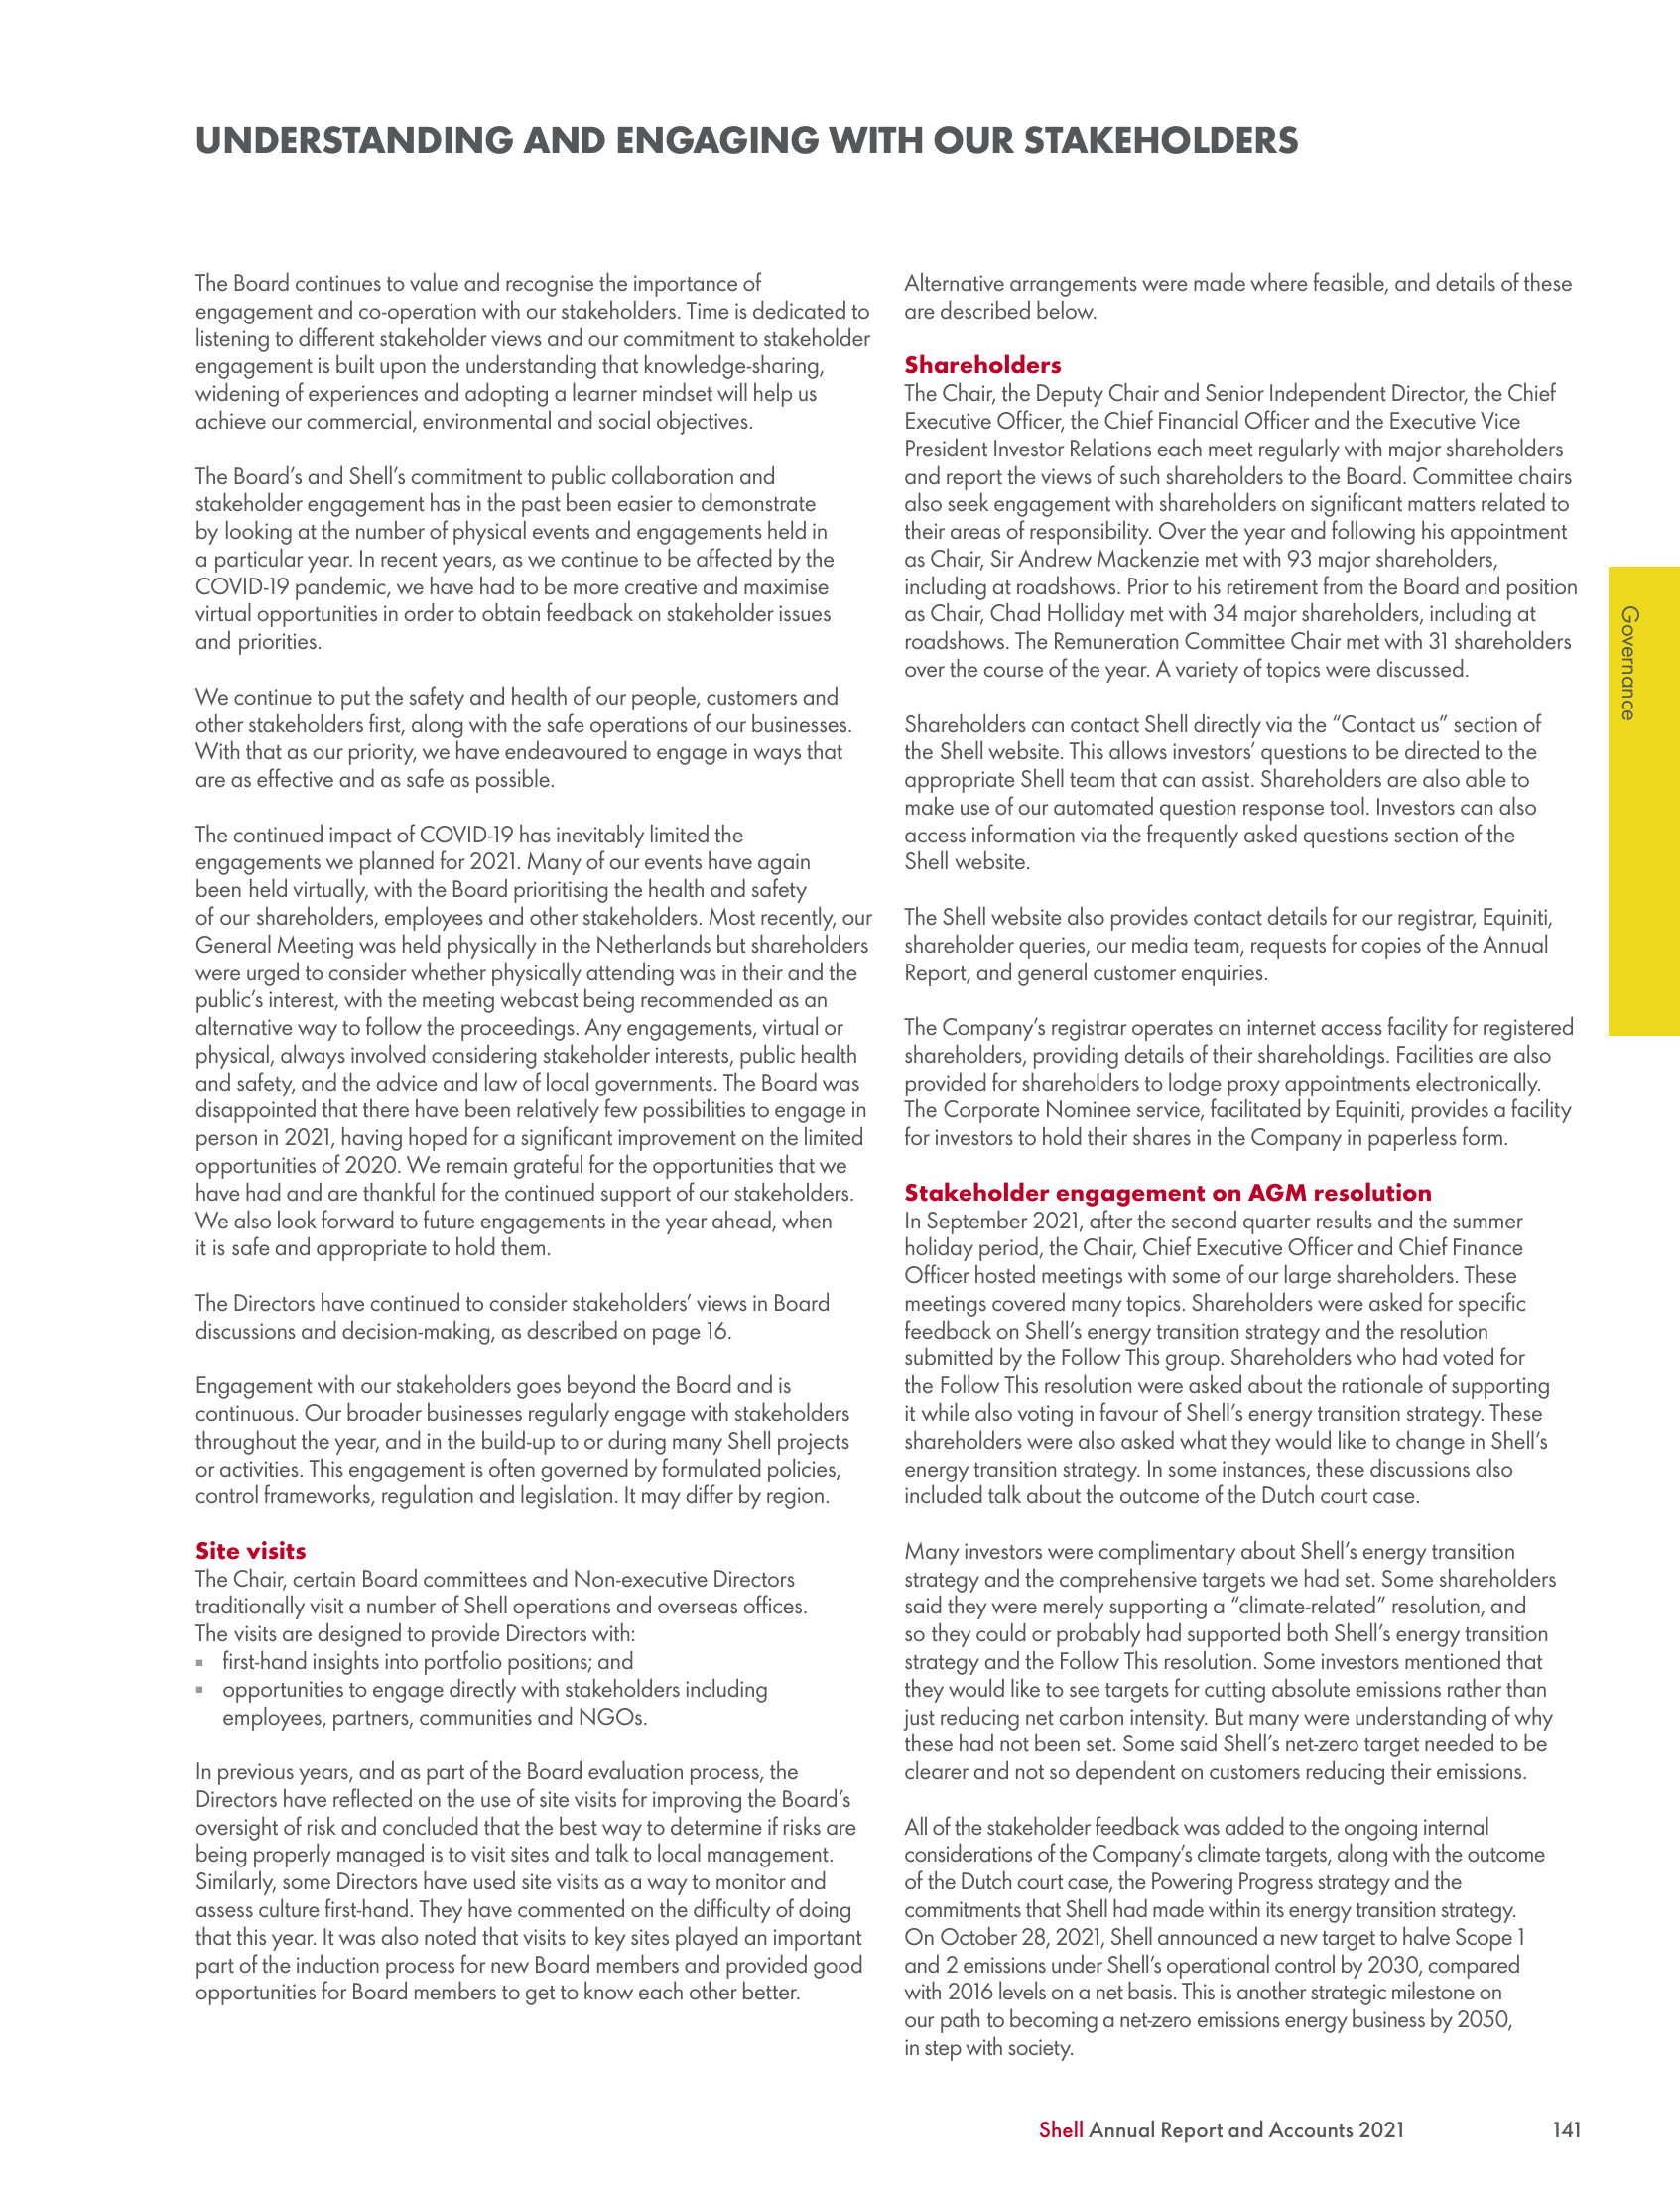 UNDERSTANDING AND ENGAGING WITH OUR STAKEHOLDERS
The Board continues to value and recognise the importance of
engagement and co-operation with our stakeholders. Time is dedicated to
listening to different stakeholder views and our commitment to stakeholder
engagement is built upon the understanding that knowledge-sharing,
widening of experiences and adopting a learner mindset will help us
achieve our commercial, environmental and social objectives.
The Board’s and Shell’s commitment to public collaboration and
stakeholder engagement has in the past been easier to demonstrate
by looking at the number of physical events and engagements held in
a particular year. In recent years, as we continue to be affected by the
COVID-19 pandemic, we have had to be more creative and maximise
virtual opportunities in order to obtain feedback on stakeholder issues
and priorities.
We continue to put the safety and health of our people, customers and
other stakeholders first, along with the safe operations of our businesses.
With that as our priority, we have endeavoured to engage in ways that
are as effective and as safe as possible.
The continued impact of COVID-19 has inevitably limited the
engagements we planned for 2021. Many of our events have again
been held virtually, with the Board prioritising the health and safety
of our shareholders, employees and other stakeholders. Most recently, our
General Meeting was held physically in the Netherlands but shareholders
were urged to consider whether physically attending was in their and the
public’s interest, with the meeting webcast being recommended as an
alternative way to follow the proceedings. Any engagements, virtual or
physical, always involved considering stakeholder interests, public health
and safety, and the advice and law of local governments. The Board was
disappointed that there have been relatively few possibilities to engage in
person in 2021, having hoped for a significant improvement on the limited
opportunities of 2020. We remain grateful for the opportunities that we
have had and are thankful for the continued support of our stakeholders.
We also look forward to future engagements in the year ahead, when
it is safe and appropriate to hold them.
The Directors have continued to consider stakeholders’ views in Board
discussions and decision-making, as described on page 16.
Engagement with our stakeholders goes beyond the Board and is
continuous. Our broader businesses regularly engage with stakeholders
throughout the year, and in the build-up to or during many Shell projects
or activities. This engagement is often governed by formulated policies,
control frameworks, regulation and legislation. It may differ by region.
Site visits
The Chair, certain Board committees and Non-executive Directors
traditionally visit a number of Shell operations and overseas offices.
The visits are designed to provide Directors with:
▪ first-hand insights into portfolio positions; and
▪ opportunities to engage directly with stakeholders including
employees, partners, communities and NGOs.
In previous years, and as part of the Board evaluation process, the
Directors have reflected on the use of site visits for improving the Board’s
oversight of risk and concluded that the best way to determine if risks are
being properly managed is to visit sites and talk to local management.
Similarly, some Directors have used site visits as a way to monitor and
assess culture first-hand. They have commented on the difficulty of doing
that this year. It was also noted that visits to key sites played an important
part of the induction process for new Board members and provided good
opportunities for Board members to get to know each other better.
Alternative arrangements were made where feasible, and details of these
are described below.
Shareholders
The Chair, the Deputy Chair and Senior Independent Director, the Chief
Executive Officer, the Chief Financial Officer and the Executive Vice
President Investor Relations each meet regularly with major shareholders
and report the views of such shareholders to the Board. Committee chairs
also seek engagement with shareholders on significant matters related to
their areas of responsibility. Over the year and following his appointment
as Chair, Sir Andrew Mackenzie met with 93 major shareholders,
including at roadshows. Prior to his retirement from the Board and position
as Chair, Chad Holliday met with 34 major shareholders, including at
roadshows. The Remuneration Committee Chair met with 31 shareholders
over the course of the year. A variety of topics were discussed.
Shareholders can contact Shell directly via the “Contact us” section of
the Shell website. This allows investors’ questions to be directed to the
appropriate Shell team that can assist. Shareholders are also able to
make use of our automated question response tool. Investors can also
access information via the frequently asked questions section of the
Shell website.
The Shell website also provides contact details for our registrar, Equiniti,
shareholder queries, our media team, requests for copies of the Annual
Report, and general customer enquiries.
The Company’s registrar operates an internet access facility for registered
shareholders, providing details of their shareholdings. Facilities are also
provided for shareholders to lodge proxy appointments electronically.
The Corporate Nominee service, facilitated by Equiniti, provides a facility
for investors to hold their shares in the Company in paperless form.
Stakeholder engagement on AGM resolution
In September 2021, after the second quarter results and the summer
holiday period, the Chair, Chief Executive Officer and Chief Finance
Officer hosted meetings with some of our large shareholders. These
meetings covered many topics. Shareholders were asked for specific
feedback on Shell’s energy transition strategy and the resolution
submitted by the Follow This group. Shareholders who had voted for
the Follow This resolution were asked about the rationale of supporting
it while also voting in favour of Shell’s energy transition strategy. These
shareholders were also asked what they would like to change in Shell’s
energy transition strategy. In some instances, these discussions also
included talk about the outcome of the Dutch court case.
Many investors were complimentary about Shell’s energy transition
strategy and the comprehensive targets we had set. Some shareholders
said they were merely supporting a “climate-related” resolution, and
so they could or probably had supported both Shell’s energy transition
strategy and the Follow This resolution. Some investors mentioned that
they would like to see targets for cutting absolute emissions rather than
just reducing net carbon intensity. But many were understanding of why
these had not been set. Some said Shell’s net-zero target needed to be
clearer and not so dependent on customers reducing their emissions.
All of the stakeholder feedback was added to the ongoing internal
considerations of the Company’s climate targets, along with the outcome
of the Dutch court case, the Powering Progress strategy and the
commitments that Shell had made within its energy transition strategy.
On October 28, 2021, Shell announced a new target to halve Scope 1
and 2 emissions under Shell’s operational control by 2030, compared
with 2016 levels on a net basis. This is another strategic milestone on
our path to becoming a net-zero emissions energy business by 2050,
in step with society.
Governance
Shell Annual Report and Accounts 2021 141